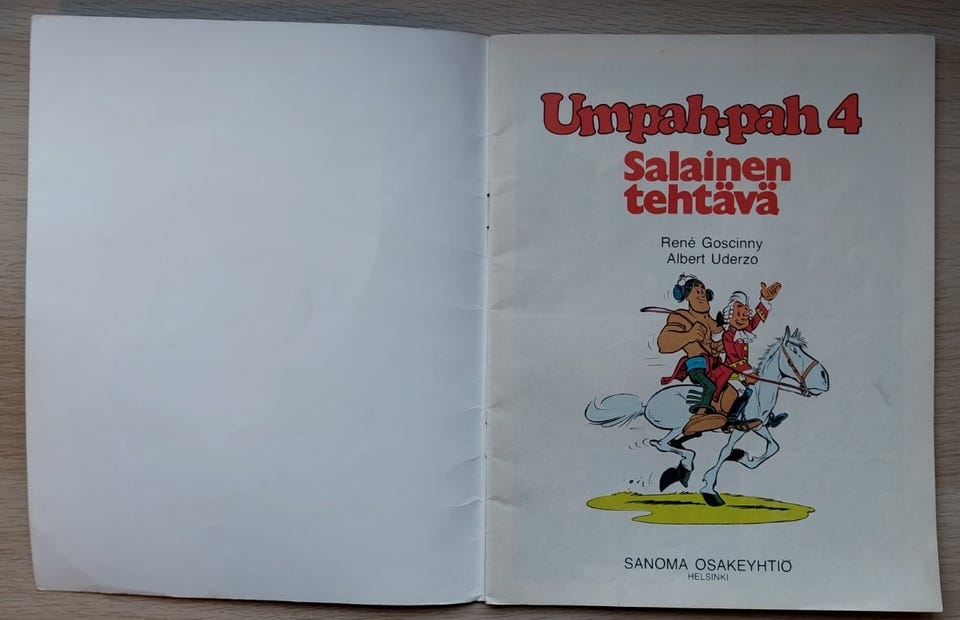 Umpah-pah 4
Salainen
tehtävä
René Goscinny
Albert Uderzo
SANOMA OSAKEYHTIÖ
HELSINKI